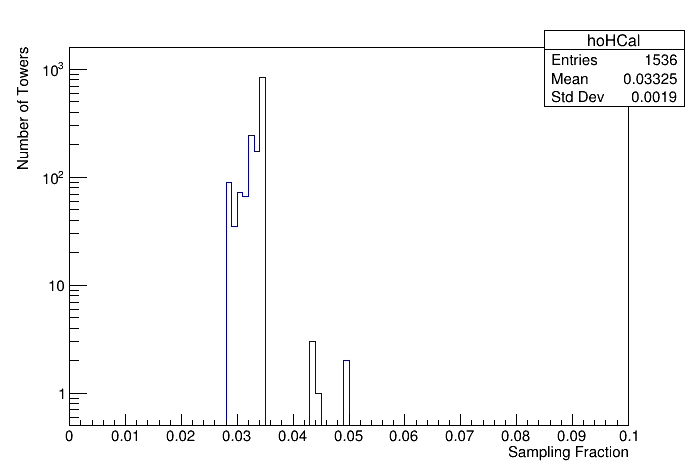 hoHCal
Entries 1536
Mean 0.03325
Std Dev 0.0019
Number of Towers
10³
10²
10
1
0 0.01 0.02 0.03 0.04 0.05 0.06 0.07 0.08 0.09 0.1
Sampling Fraction